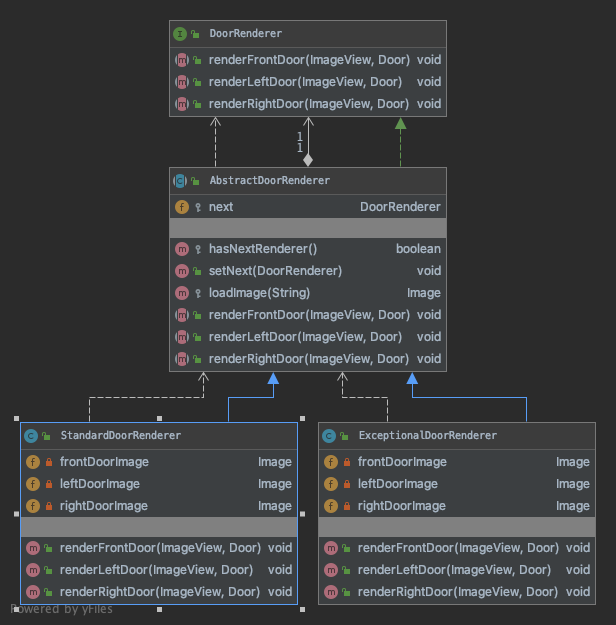 DoorRenderer
renderFrontDoor(ImageView, Door) void
renderLeftDoor(ImageView, Door) void
renderRightDoor(ImageView, Door) void
1
1
AbstractDoorRenderer
next DoorRenderer
hasNextRenderer() boolean
setNext(DoorRenderer) void
loadImage(String) Image
renderFrontDoor(ImageView, Door) void
renderLeftDoor(ImageView, Door) void
renderRightDoor(ImageView, Door) void
StandardDoorRenderer
frontDoorImage Image
leftDoorImage Image
rightDoorImage Image
renderFrontDoor(ImageView, Door) void
renderLeftDoor(ImageView, Door) void
renderRightDoor(ImageView, Door) void
ExceptionalDoorRenderer
frontDoorImage Image
leftDoorImage Image
rightDoorImage Image
renderFrontDoor(ImageView, Door) void
renderLeftDoor(ImageView, Door) void
renderRightDoor(ImageView, Door) void
Powered by yFiles